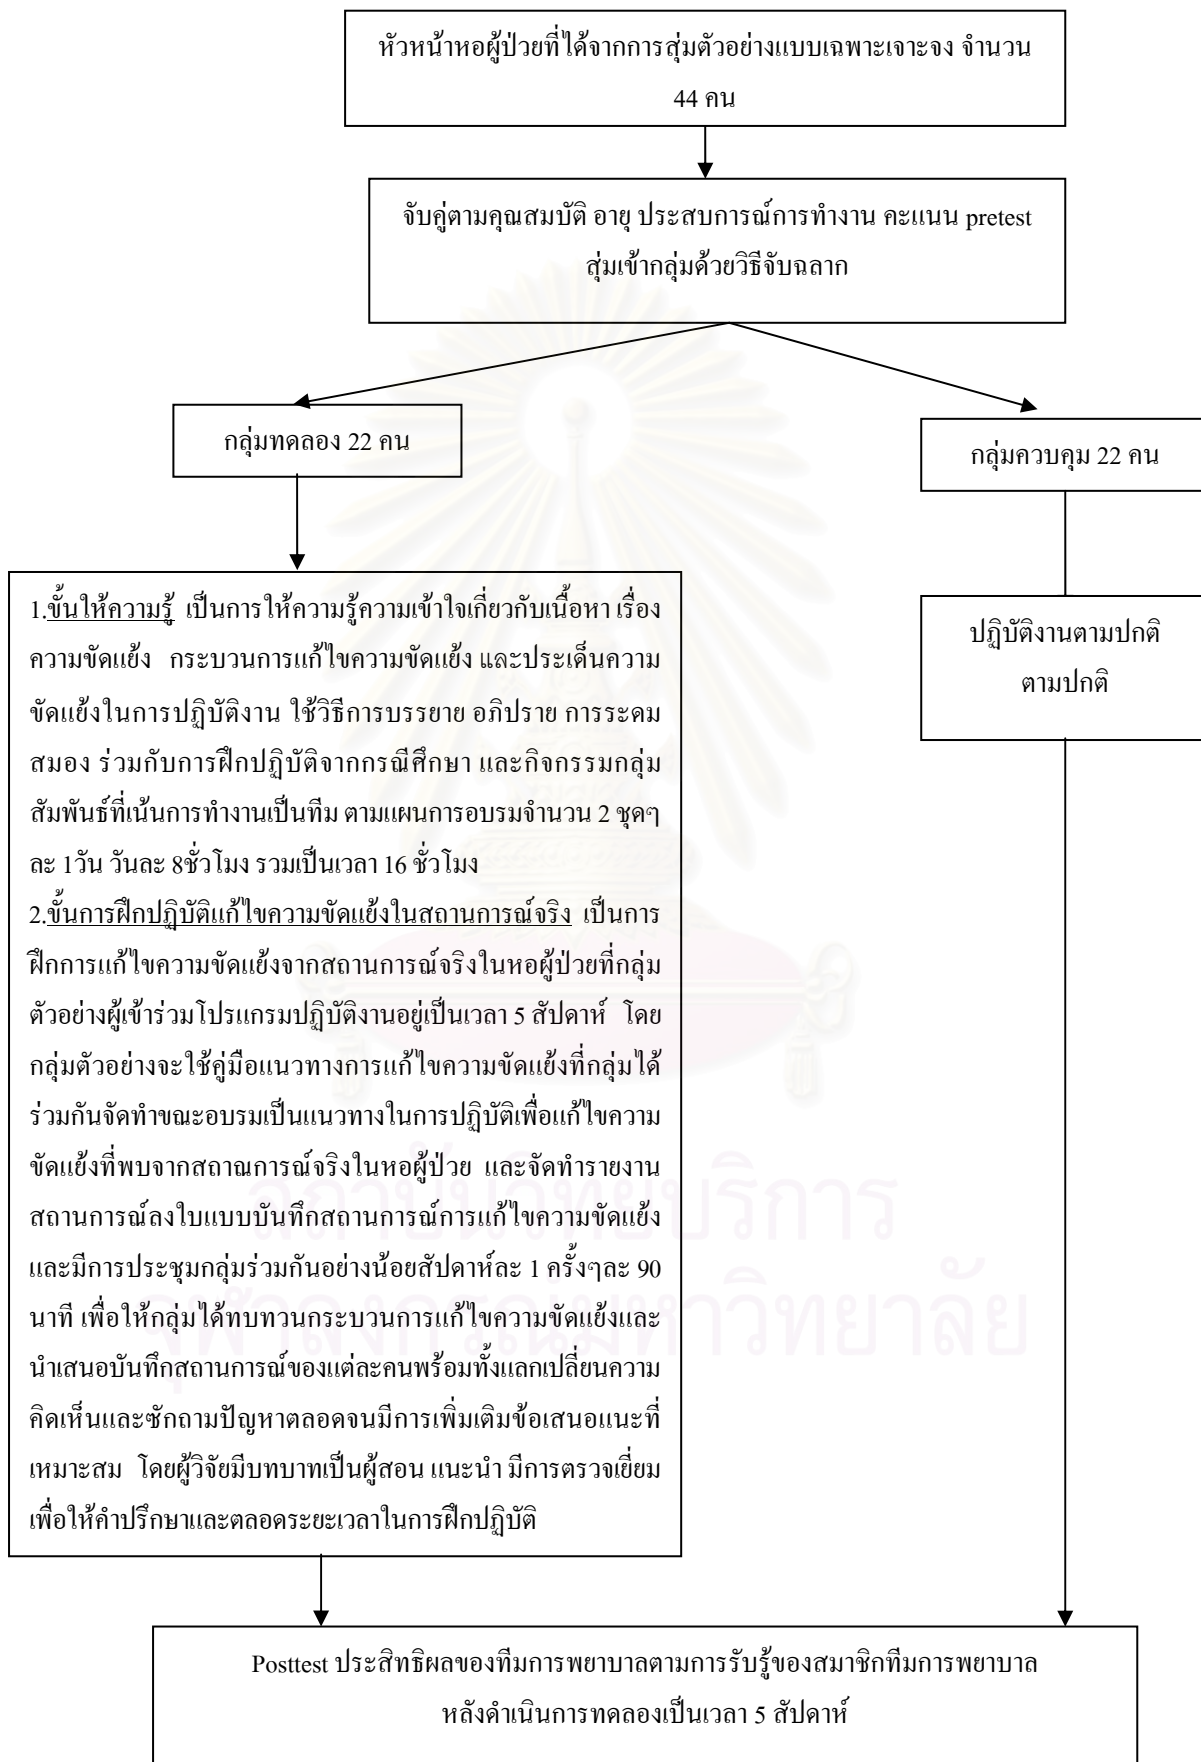 หัวหน้าหอผู้ป่วยที่ได้จากการสุ่มตัวอย่างแบบเฉพาะเจาะจง จำนวน
44 คน
จับคู่ตามคุณสมบัติ อายุ ประสบการณ์การทำงาน คะแนน pretest
สุ่มเข้ากลุ่มด้วยวิธีจับฉลาก
กลุ่มทดลอง 22 คน
กลุ่มควบคุม 22 คน
1.ขั้นให้ความรู้ เป็นการให้ความรู้ความเข้าใจเกี่ยวกับเนื้อหา เรื่อง
ความขัดแย้ง กระบวนการแก้ไขความขัดแย้ง และประเด็นความ
ขัดแย้งในการปฏิบัติงาน ใช้วิธีการบรรยาย อภิปราย การระดม
สมอง ร่วมกับการฝึกปฏิบัติจากกรณีศึกษา และกิจกรรมกลุ่ม
สัมพันธ์ที่เน้นการทำงานเป็นทีม ตามแผนการอบรมจำนวน 2 ชุดๆ
ละ 1วัน วันละ 8ชั่วโมง รวมเป็นเวลา 16 ชั่วโมง
2.ขั้นการฝึกปฏิบัติแก้ไขความขัดแย้งในสถานการณ์จริง เป็นการ
ฝึกการแก้ไขความขัดแย้งจากสถานการณ์จริงในหอผู้ป่วยที่กลุ่ม
ตัวอย่างผู้เข้าร่วมโปรแกรมปฏิบัติงานอยู่เป็นเวลา 5 สัปดาห์ โดย
กลุ่มตัวอย่างจะใช้คู่มือแนวทางการแก้ไขความขัดแย้งที่กลุ่มได้
ร่วมกันจัดทำขณะอบรมเป็นแนวทางในการปฏิบัติเพื่อแก้ไขความ
ขัดแย้งที่พบจากสถาณการณ์จริงในหอผู้ป่วย และจัดทำรายงาน
สถานการณ์ลงใบแบบบันทึกสถานการณ์การแก้ไขความขัดแย้ง
และมีการประชุมกลุ่มร่วมกันอย่างน้อยสัปดาห์ละ 1 ครั้งๆละ 90
นาที เพื่อให้กลุ่มได้ทบทวนกระบวนการแก้ไขความขัดแย้งและ
นำเสนอบันทึกสถานการณ์ของแต่ละคนพร้อมทั้งแลกเปลี่ยนความ
คิดเห็นและซักถามปัญหาตลอดจนมีการเพิ่มเติมข้อเสนอแนะที่
เหมาะสม โดยผู้วิจัยมีบทบาทเป็นผู้สอน แนะนำ มีการตรวจเยี่ยม
เพื่อให้คำปรึกษาและตลอดระยะเวลาในการฝึกปฏิบัติ
ปฏิบัติงานตามปกติ
ตามปกติ
Posttest ประสิทธิผลของทีมการพยาบาลตามการรับรู้ของสมาชิกทีมการพยาบาล
หลังดำเนินการทดลองเป็นเวลา 5 สัปดาห์
สถาบันวิทยบริการ
จุฬาลงกรณ์มหาวิทยาลัย